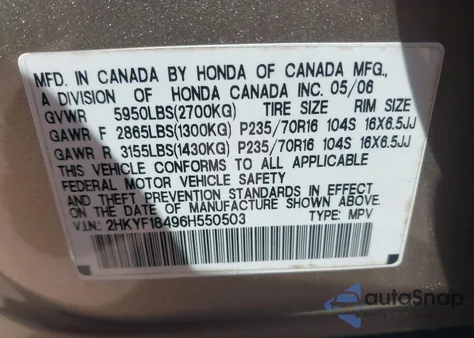 MFD. IN CANADA BY HONDA OF CANADA MFG.,
A DIVISION OF HONDA CANADA INC. 05/06
GVWR 5950LBS(2700KG) TIRE SIZE RIM SIZE
GAWR F 2865LBS(1300KG) P235/70R16 104S 16X6.5JJ
GAWR R 3155LBS(1430KG) P235/70R16 104S 16X6.5JJ
THIS VEHICLE CONFORMS TO ALL APPLICABLE
FEDERAL MOTOR VEHICLE SAFETY
AND THEFT PREVENTION STANDARDS IN EFFECT ON
THE DATE OF MANUFACTURE SHOWN ABOVE.
V.I.N.: 2HKYF18496H550503 TYPE: MPV
autoSnap